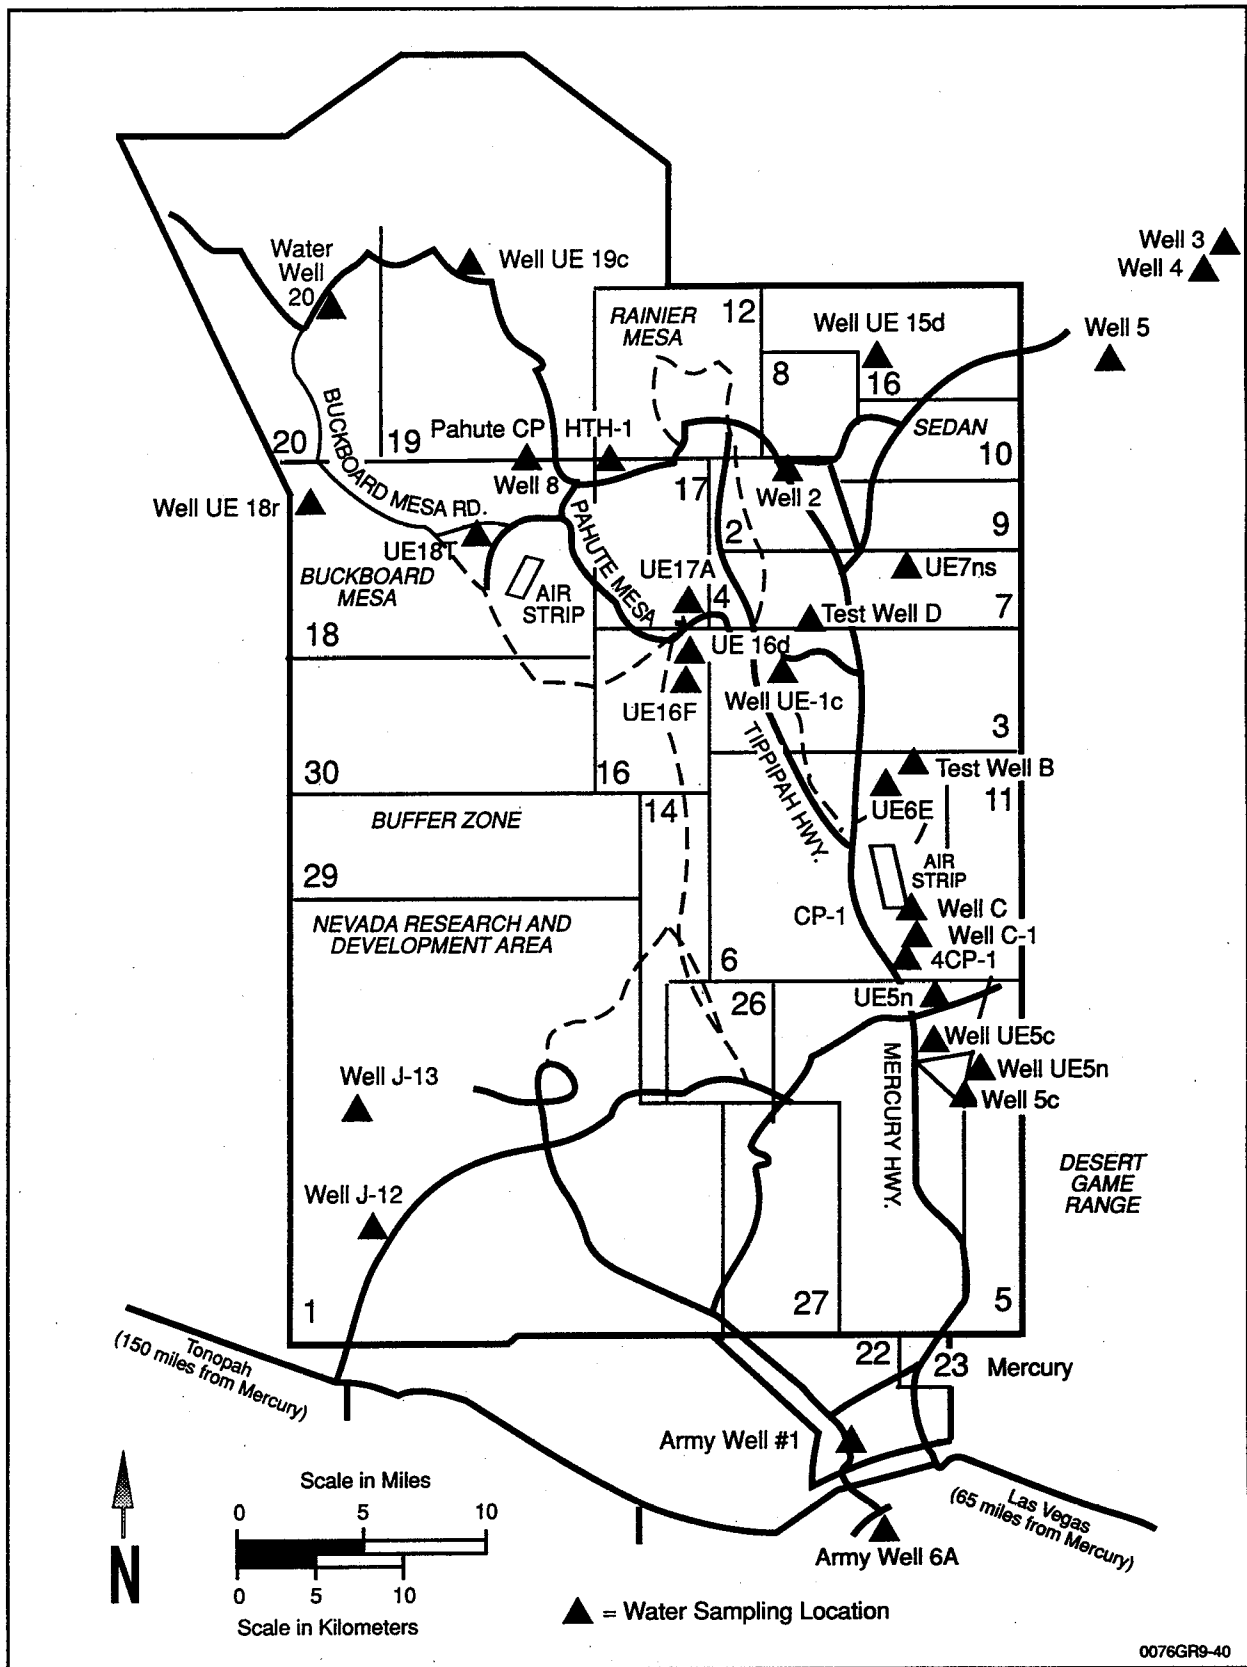 Water
Well
20
Well UE 19c
Well 3
Well 4
Well 5
RAINIER
MESA
12
Well UE 15d
8
16
SEDAN
10
20
19
Pahute CP
HTH-1
BUCKBOARD MESA RD.
Well 8
17
Well 2
Well UE 18r
2
9
UE18T
PAHUTE MESA
UE17A
UE7ns
BUCKBOARD
MESA
AIR
STRIP
4
7
Test Well D
18
UE 16d
UE16F
Well UE-1c
3
TIPPIPAH HWY.
30
16
Test Well B
11
UE6E
BUFFER ZONE
14
29
AIR
STRIP
CP-1
Well C
Well C-1
4CP-1
NEVADA RESEARCH AND
DEVELOPMENT AREA
6
26
UE5n
Well UE5c
Well UE5n
Well 5c
MERCURY HWY.
Well J-13
DESERT
GAME
RANGE
Well J-12
1
27
5
Tonopah
(150 miles from Mercury)
22
23
Mercury
Army Well #1
Las Vegas
(65 miles from Mercury)
Army Well 6A
N
Scale in Miles
0 5 10
0 5 10
Scale in Kilometers
= Water Sampling Location
0076GR9-40